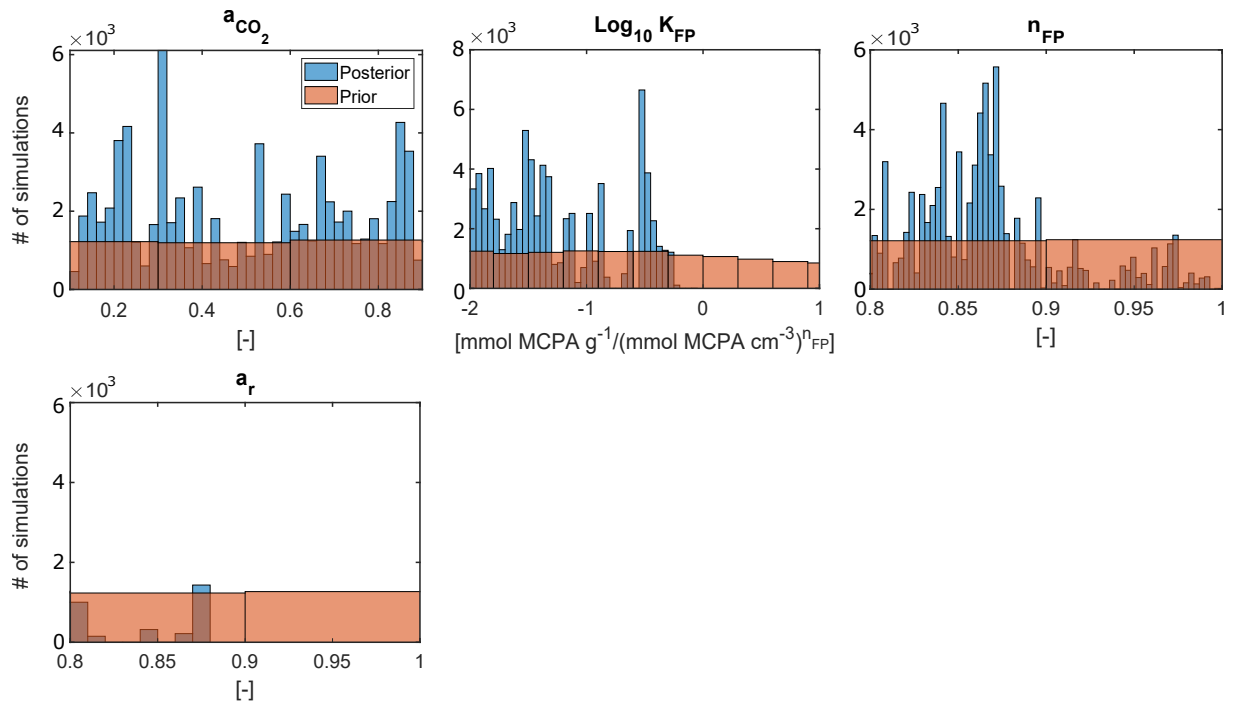 a_CO₂
×10³
6
4
2
0
# of simulations
Posterior
Prior
0.2 0.4 0.6 0.8
[-]
Log₁₀ K_FP
×10³
8
6
4
2
0
-2 -1 0 1
[mmol MCPA g⁻¹/(mmol MCPA cm⁻³)ⁿFP]
n_FP
×10³
6
4
2
0
0.8 0.85 0.9 0.95 1
[-]
a_r
×10³
6
4
2
0
# of simulations
0.8 0.85 0.9 0.95 1
[-]